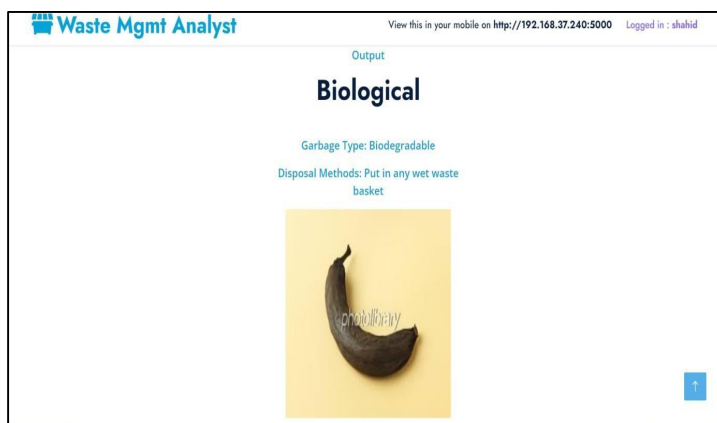 Waste Mgmt Analyst
View this in your mobile on http://192.168.37.240:5000 Logged in : shahid
Output
Biological
Garbage Type: Biodegradable
Disposal Methods: Put in any wet waste
basket
photolibrary